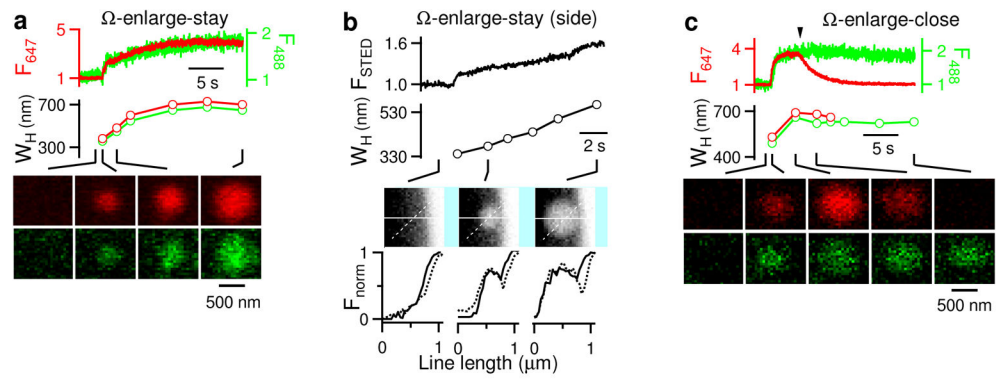 a
Ω-enlarge-stay
5
1
F647
2
1
F488
5 s
700
300
WH (nm)
500 nm
b
Ω-enlarge-stay (side)
1.6
1.0
FSTED
530
330
WH (nm)
2 s
1
0
Fnorm
0 1 0 1 0 1
Line length (μm)
c
Ω-enlarge-close
4
1
F647
2
1
F488
700
400
WH (nm)
5 s
500 nm